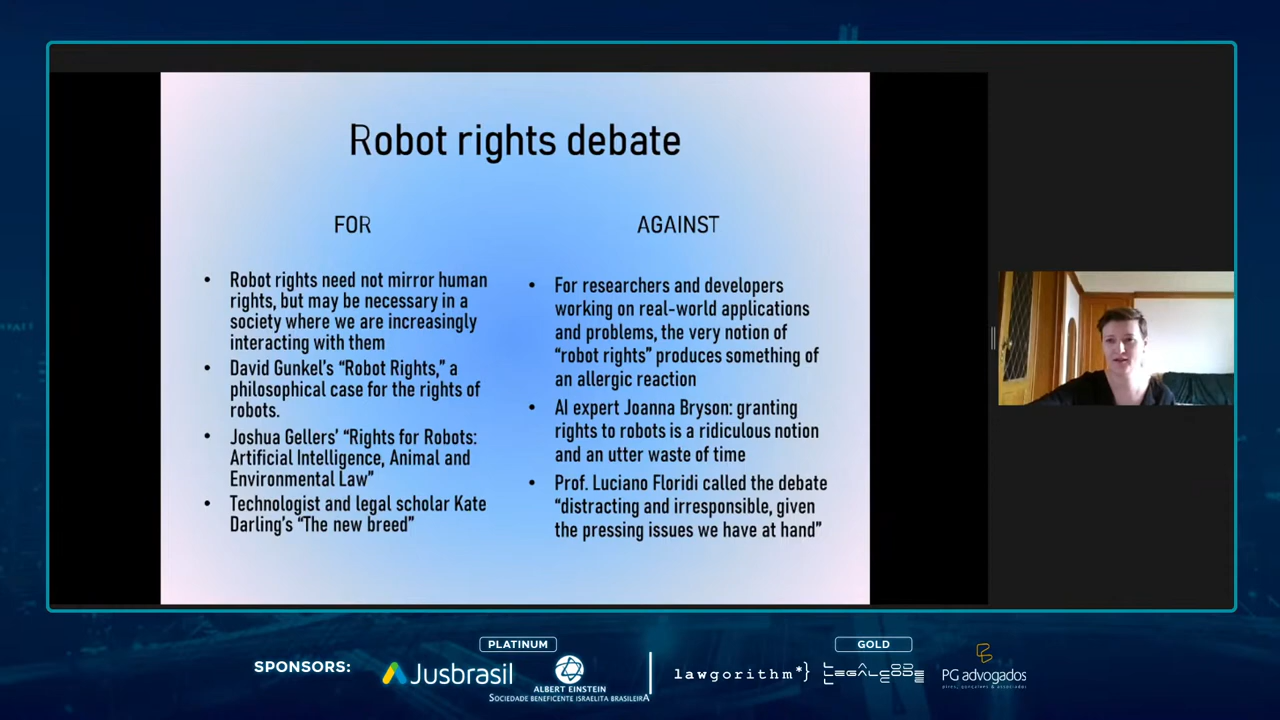 Robot rights debate
FOR
• Robot rights need not mirror human
rights, but may be necessary in a
society where we are increasingly
interacting with them
• David Gunkel's “Robot Rights,” a
philosophical case for the rights of
robots.
• Joshua Gellers' “Rights for Robots:
Artificial Intelligence, Animal and
Environmental Law”
• Technologist and legal scholar Kate
Darling's “The new breed”
AGAINST
• For researchers and developers
working on real-world applications
and problems, the very notion of
“robot rights” produces something of
an allergic reaction
• AI expert Joanna Bryson: granting
rights to robots is a ridiculous notion
and an utter waste of time
• Prof. Luciano Floridi called the debate
“distracting and irresponsible, given
the pressing issues we have at hand”
SPONSORS:
PLATINUM
Jusbrasil
ALBERT EINSTEIN
SOCIEDADE BENEFICENTE ISRAELITA BRASILEIRA
GOLD
lawgorithm*}
LEGALCODE
PG advogados